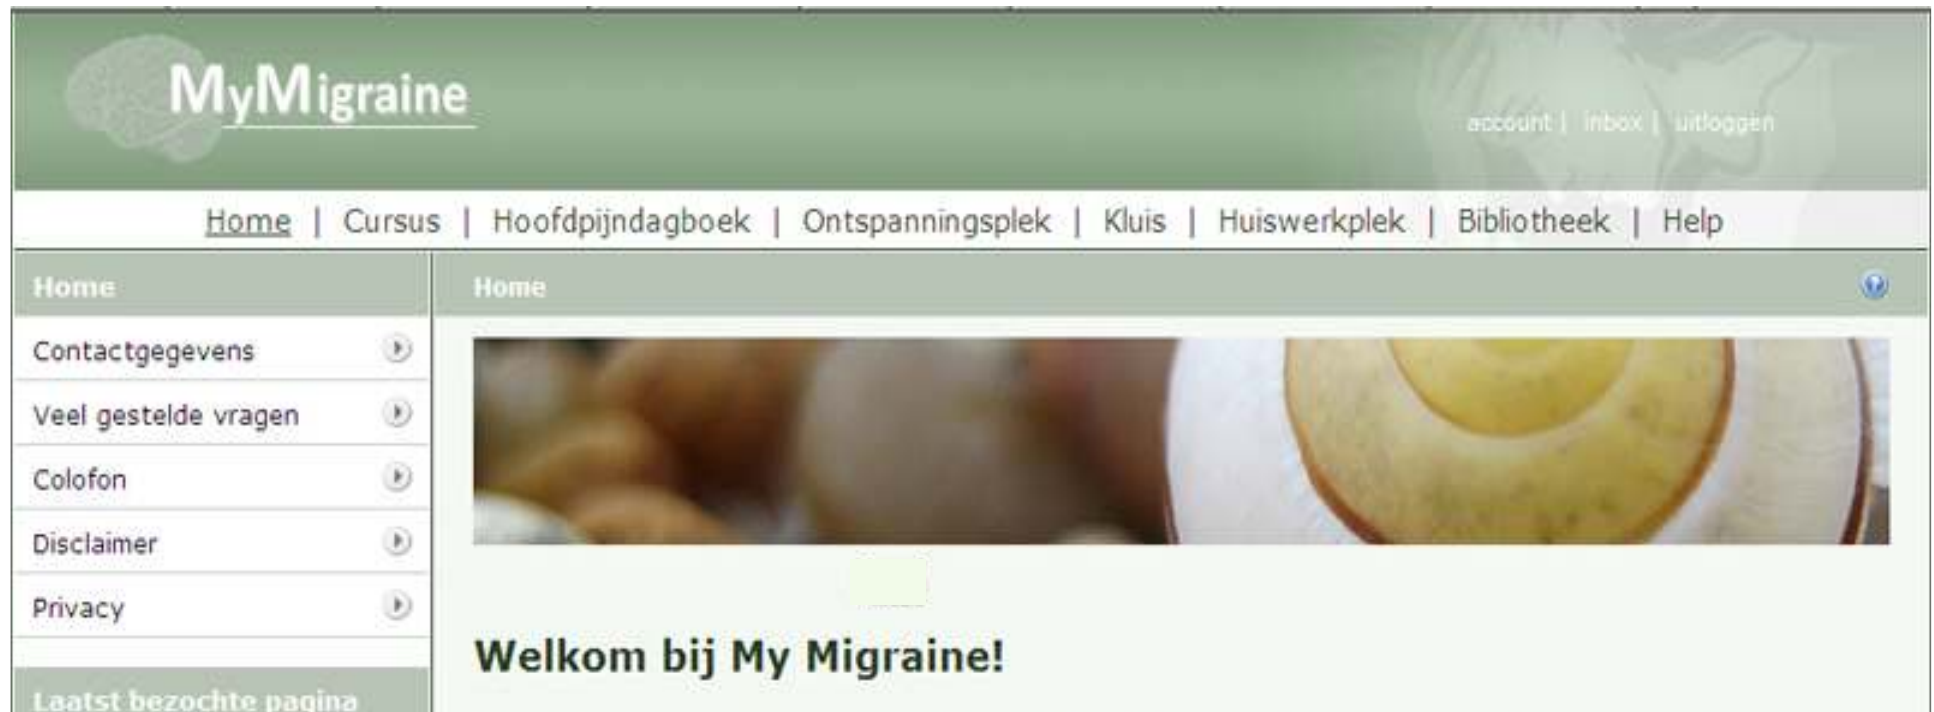 MyMigraine
account | inbox | uitloggen
Home | Cursus | Hoofdpijndagboek | Ontspanningsplek | Kluis | Huiswerkplek | Bibliotheek | Help
Home
Home
?
Contactgegevens
Veel gestelde vragen
Colofon
Disclaimer
Privacy
Welkom bij My Migraine!
Laatst bezochte pagina